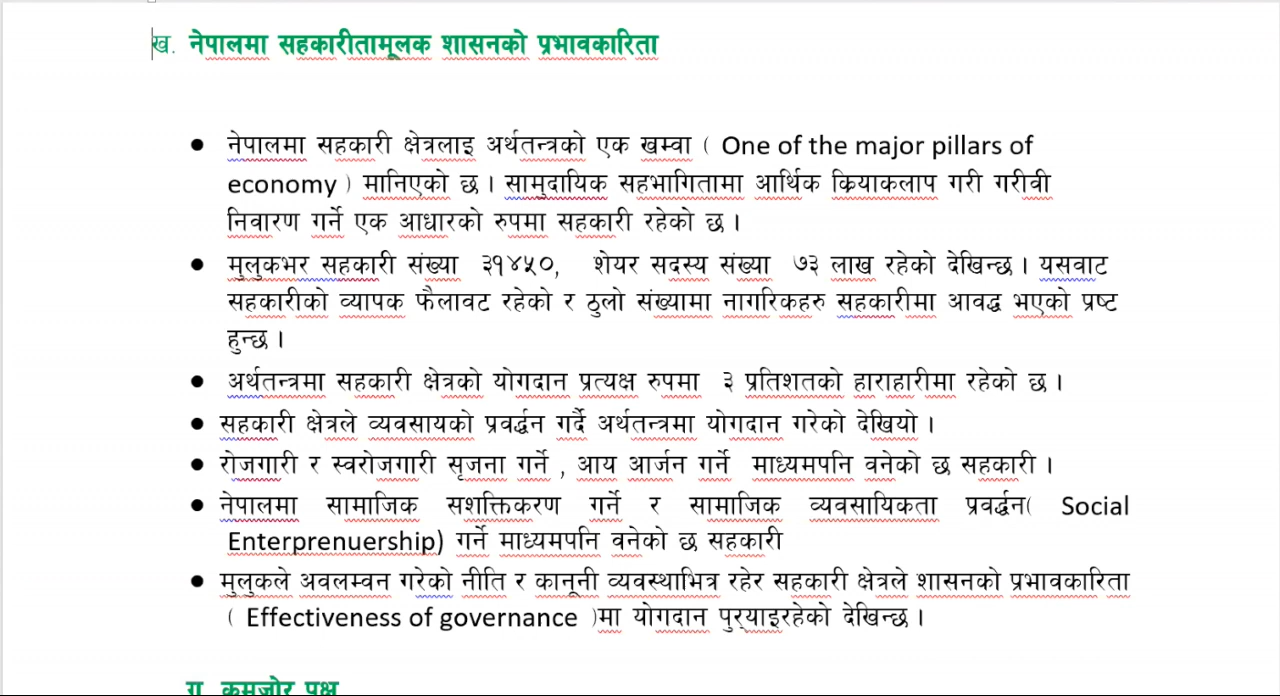 ख. नेपालमा सहकारीतामूलक शासनको प्रभावकारिता
● नेपालमा सहकारी क्षेत्रलाइ अर्थतन्त्रको एक खम्वा ( One of the major pillars of
economy ) मानिएको छ । सामुदायिक सहभागितामा आर्थिक क्रियाकलाप गरी गरीवी
निवारण गर्ने एक आधारको रुपमा सहकारी रहेको छ ।
● मुलुकभर सहकारी संख्या ३१४५०, शेयर सदस्य संख्या ७३ लाख रहेको देखिन्छ । यसवाट
सहकारीको व्यापक फैलावट रहेको र ठुलो संख्यामा नागरिकहरु सहकारीमा आवद्ध भएको प्रष्ट
हुन्छ ।
● अर्थतन्त्रमा सहकारी क्षेत्रको योगदान प्रत्यक्ष रुपमा ३ प्रतिशतको हाराहारीमा रहेको छ ।
● सहकारी क्षेत्रले व्यवसायको प्रवर्द्धन गर्दै अर्थतन्त्रमा योगदान गरेको देखियो ।
● रोजगारी र स्वरोजगारी सृजना गर्ने , आय आर्जन गर्ने माध्यमपनि वनेको छ सहकारी ।
● नेपालमा सामाजिक सशक्तिकरण गर्ने र सामाजिक व्यवसायिकता प्रवर्द्धन( Social
Enterprenuership) गर्ने माध्यमपनि वनेको छ सहकारी
● मुलुकले अवलम्वन गरेको नीति र कानूनी व्यवस्थाभित्र रहेर सहकारी क्षेत्रले शासनको प्रभावकारिता
( Effectiveness of governance )मा योगदान पुर्‍याइरहेको देखिन्छ ।
ग. कमजोर पक्ष